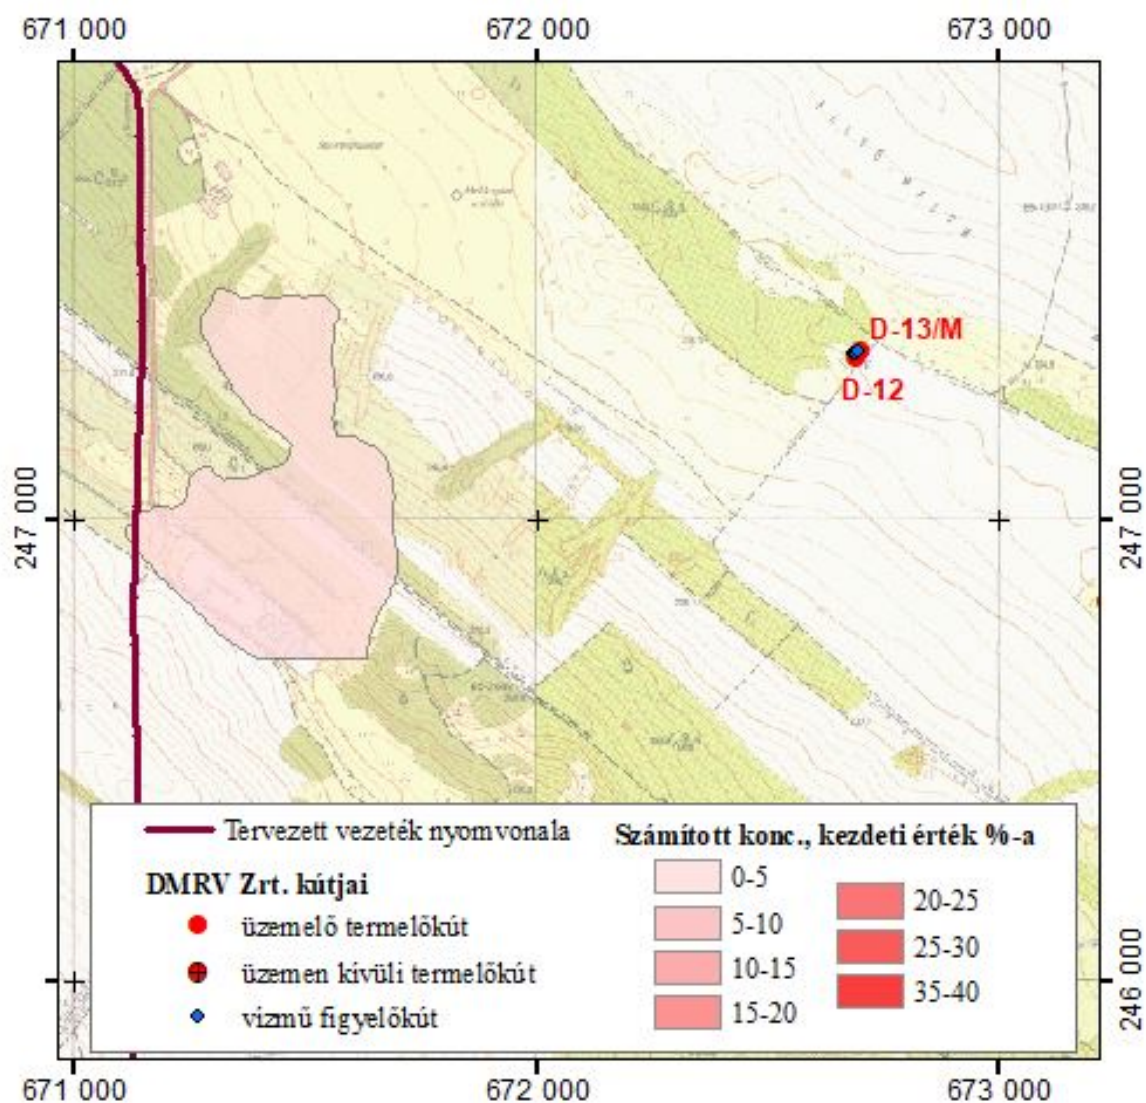 671 000 672 000 673 000
D-13/M
D-12
247 000 247 000
Tervezett vezeték nyomvonala
DMRV Zrt. kútjai
üzemelő termelőkút
üzemen kívüli termelőkút
vízmű figyelőkút
Számított konc., kezdeti érték %-a
0-5
5-10
10-15
15-20
20-25
25-30
35-40
246 000
671 000 672 000 673 000